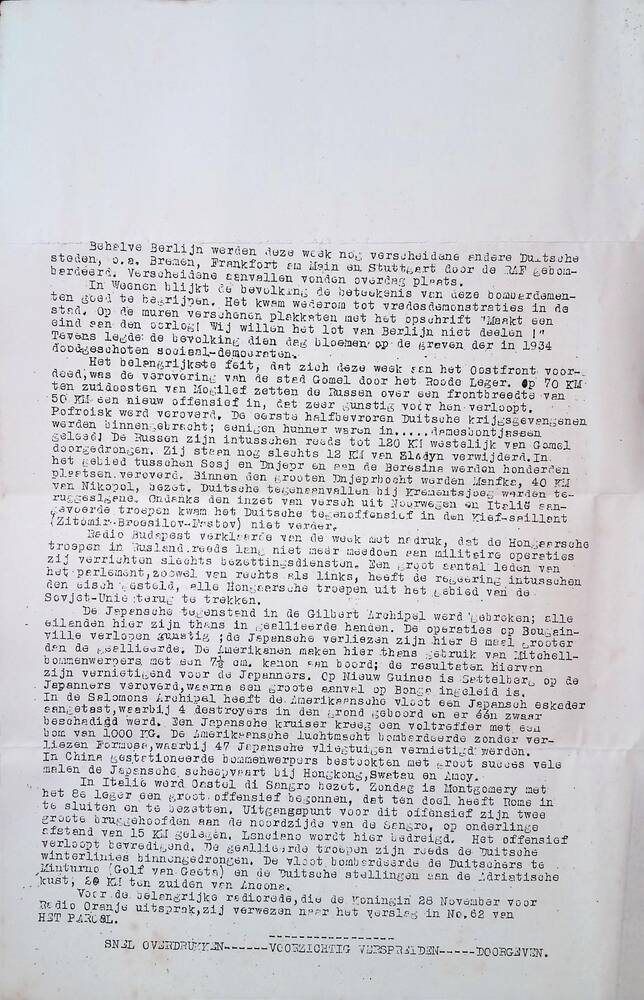 Behalve Berlijn werden deze week nog verscheidene andere Duitsche
steden, o.a. Bremen, Frankfort am Mein en Stuttgart door de RAF gebom-
bardeerd. Verscheidene aanvallen vonden overdag plaats.
In Weenen blijkt de bevolking de beteekenis van deze bombardemen-
ten goed te begrijpen. Het kwam wederom tot vredesdemonstraties in de
stad. Op de muren verschenen plakkaten met het opschrift "Maakt een
eind aan den oorlog! Wij willen het lot van Berlijn niet deelen !"
Tevens legde de bevolking dien dag bloemen op de graven der in 1934
doodgeschoten sociaal-democraten.
Het belangrijkste feit, dat zich deze week aan het Oostfront voor-
deed, was de verovering van de stad Gomel door het Roode Leger. Op 70 KM
ten zuidoosten van Mogilef zetten de Russen over een frontbreedte van
50 KM een nieuw offensief in, dat zeer gunstig voor hen verloopt.
Pofroisk werd veroverd. De eerste halfbevroren Duitsche krijgsgevangenen
werden binnengebracht; eenigen hunner waren in.....damesbontjassen
gekleed! De Russen zijn intusschen reeds tot 120 KM westelijk van Gomel
doorgedrongen. Zij staan nog slechts 12 KM van Zladyn verwijderd. In
het gebied tusschen Sosj en Dnjepr en aan de Beresina werden honderden
plaatsen veroverd. Binnen den grooten Dnjeprbocht werden Manfka, 40 KM
van Nikopol, bezet. Duitsche tegenaanvallen bij Krementsjoeg werden te-
ruggeslagen. Ondanks den inzet van versch uit Noorwegen en Italië aan-
gevoerde troepen kwam het Duitsche tegenoffensief in den Kief-saillant
(Zitomir-Broesilov-Fastov) niet verder.
Radio Budapest verklaarde van de week met nadruk, dat de Hongaarsche
troepen in Rusland reeds lang niet meer meedoen aan militaire operaties
zij verrichten slechts bezettingsdiensten. Een groot aantal leden van
het parlement, zoowel van rechts als links, heeft de regeering intusschen
den eisch gesteld, alle Hongaarsche troepen uit het gebied van de
Sovjet-Unie terug te trekken.
De Japansche tegenstand in de Gilbert Archipel werd gebroken; alle
eilanden hier zijn thans in geallieerde handen. De operaties op Bougain-
ville verlopen gunstig ;de Japansche verliezen zijn hier 8 maal grooter
dan de geallieerde. De Amerikanen maken hier thans gebruik van Mitchell-
bommenwerpers met een 7½ cm. kanon aan boord; de resultaten hiervan
zijn vernietigend voor de Japanners. Op Nieuw Guinea is Sattelberg op de
Japanners veroverd, waarna een groote aanval op Bonga ingeleid is.
In de Salomons Archipel heeft de Amerikaansche vloot een Japansch eskader
aangetast, waarbij 4 destroyers in den grond geboord en er één zwaar
beschadigd werd. Een Japansche kruiser kreeg een voltreffer met een
bom van 1000 KG. De Amerikaansche luchtmacht bombardeerde zonder ver-
liezen Formosa, waarbij 47 Japansche vliegtuigen vernietigd werden.
In China gestationeerde bommenwerpers bestookten met groot succes vele
malen de Japansche scheepvaart bij Hongkong, Swatau en Amoy.
In Italië werd Castel di Sangro bezet. Zondag is Montgomery met
het 8e leger een groot offensief begonnen, dat ten doel heeft Rome in
te sluiten en te bezetten. Uitgangspunt voor dit offensief zijn twee
groote bruggehoofden aan de noordzijde van de Sangro, op onderlinge
afstand van 15 KM gelegen. Lanciano wordt hier bedreigd. Het offensief
verloopt bevredigend. De geallieerde troepen zijn reeds de Duitsche
winterlinies binnengedrongen. De vloot bombardeerde de Duitschers te
Minturno (Golf van Gaeta) en de Duitsche stellingen aan de Adriatische
kust, 20 KM ten zuiden van Ancona.
Voor de belangrijke radiorede, die de Koningin 28 November voor
Radio Oranje uitsprak, zij verwezen naar het verslag in No.62 van
HET PAROOL.
------------------
SNEL OVERDRUKKEN------VOORZICHTIG VERSPREIDEN-----DOORGEVEN.